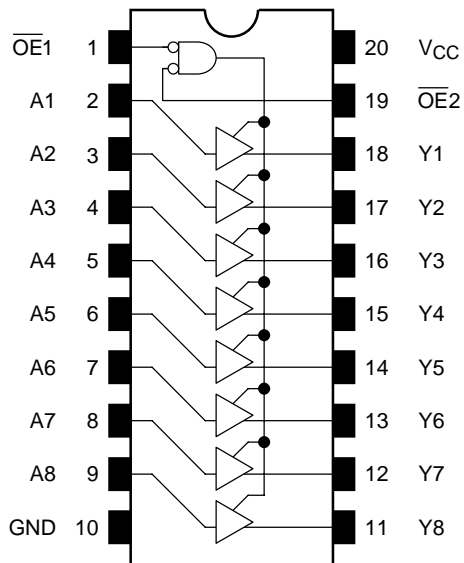 O̅E̅1 1 20 VCC
A1 2 19 O̅E̅2
A2 3 18 Y1
A3 4 17 Y2
A4 5 16 Y3
A5 6 15 Y4
A6 7 14 Y5
A7 8 13 Y6
A8 9 12 Y7
GND 10 11 Y8